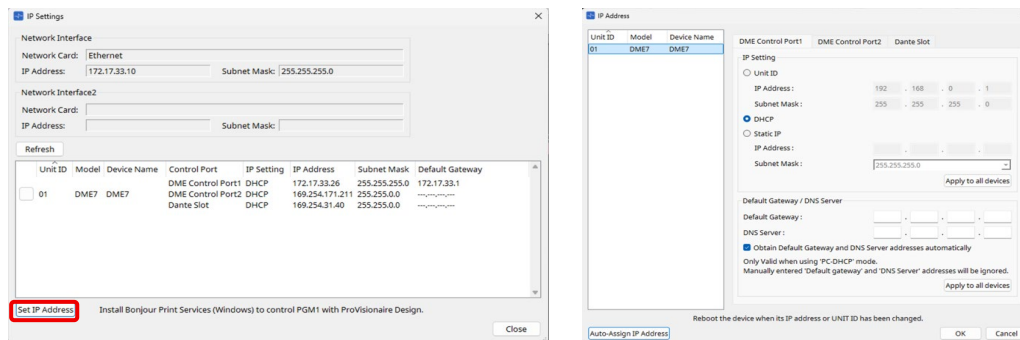 IP Settings
Network Interface
Network Card: Ethernet
IP Address: 172.17.33.10 Subnet Mask: 255.255.255.0
Network Interface2
Network Card:
IP Address: Subnet Mask:
Refresh
Unit ID Model Device Name Control Port IP Setting IP Address Subnet Mask Default Gateway
DME Control Port1 DHCP 172.17.33.26 255.255.255.0 172.17.33.1
01 DME7 DME7 DME Control Port2 DHCP 169.254.171.211 255.255.0.0 ---.---.---.---
Dante Slot DHCP 169.254.31.40 255.255.0.0 ---.---.---.---
Set IP Address Install Bonjour Print Services (Windows) to control PGM1 with ProVisionaire Design.
Close
IP Address
Unit ID Model Device Name
01 DME7 DME7
DME Control Port1 DME Control Port2 Dante Slot
IP Setting
Unit ID
IP Address : 192 . 168 . 0 . 1
Subnet Mask : 255 . 255 . 255 . 0
DHCP
Static IP
IP Address : . . .
Subnet Mask : 255.255.255.0
Apply to all devices
Default Gateway / DNS Server
Default Gateway : . . .
DNS Server : . . .
Obtain Default Gateway and DNS Server addresses automatically
Only Valid when using 'PC-DHCP' mode.
Manually entered 'Default gateway' and 'DNS Server' addresses will be ignored.
Apply to all devices
Reboot the device when its IP address or UNIT ID has been changed.
Auto-Assign IP Address OK Cancel